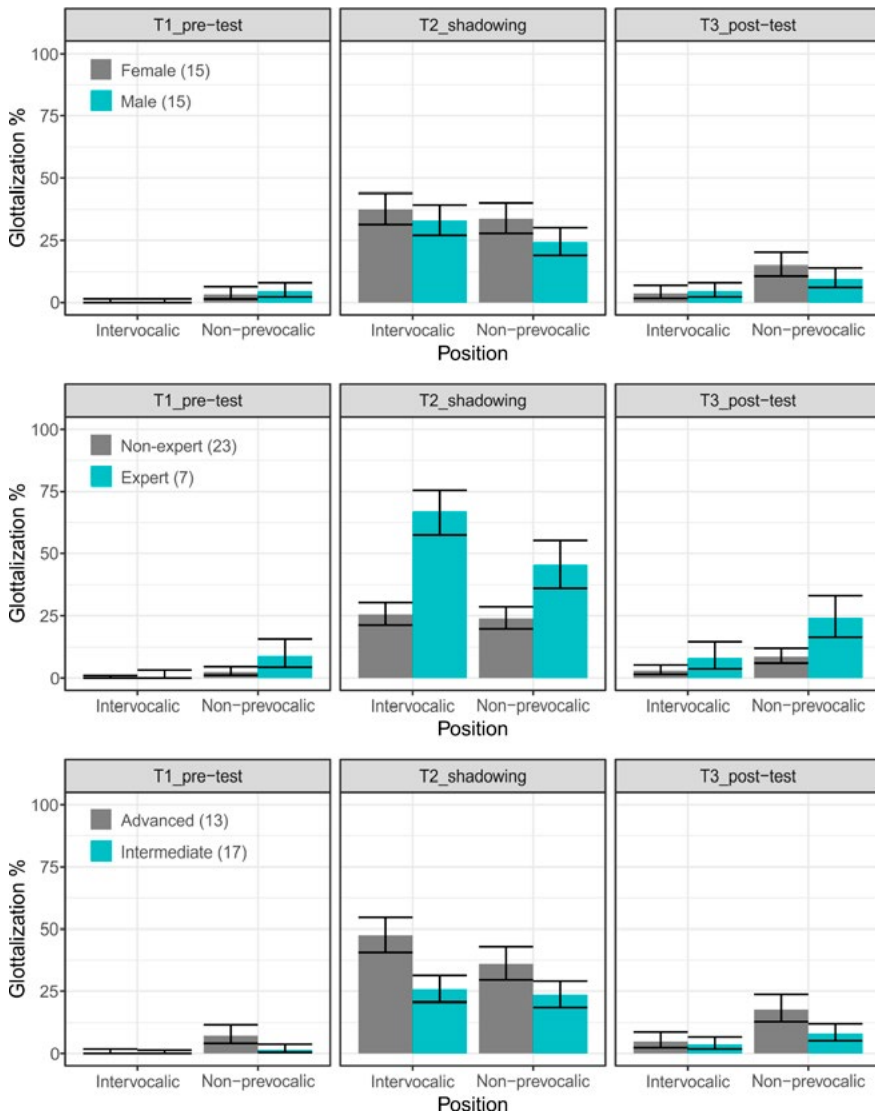 T1_pre-test T2_shadowing T3_post-test
Glottalization %
100
75
50
25
0
Female (15)
Male (15)
Intervocalic Non-prevocalic Intervocalic Non-prevocalic Intervocalic Non-prevocalic
Position
T1_pre-test T2_shadowing T3_post-test
Glottalization %
100
75
50
25
0
Non-expert (23)
Expert (7)
Intervocalic Non-prevocalic Intervocalic Non-prevocalic Intervocalic Non-prevocalic
Position
T1_pre-test T2_shadowing T3_post-test
Glottalization %
100
75
50
25
0
Advanced (13)
Intermediate (17)
Intervocalic Non-prevocalic Intervocalic Non-prevocalic Intervocalic Non-prevocalic
Position